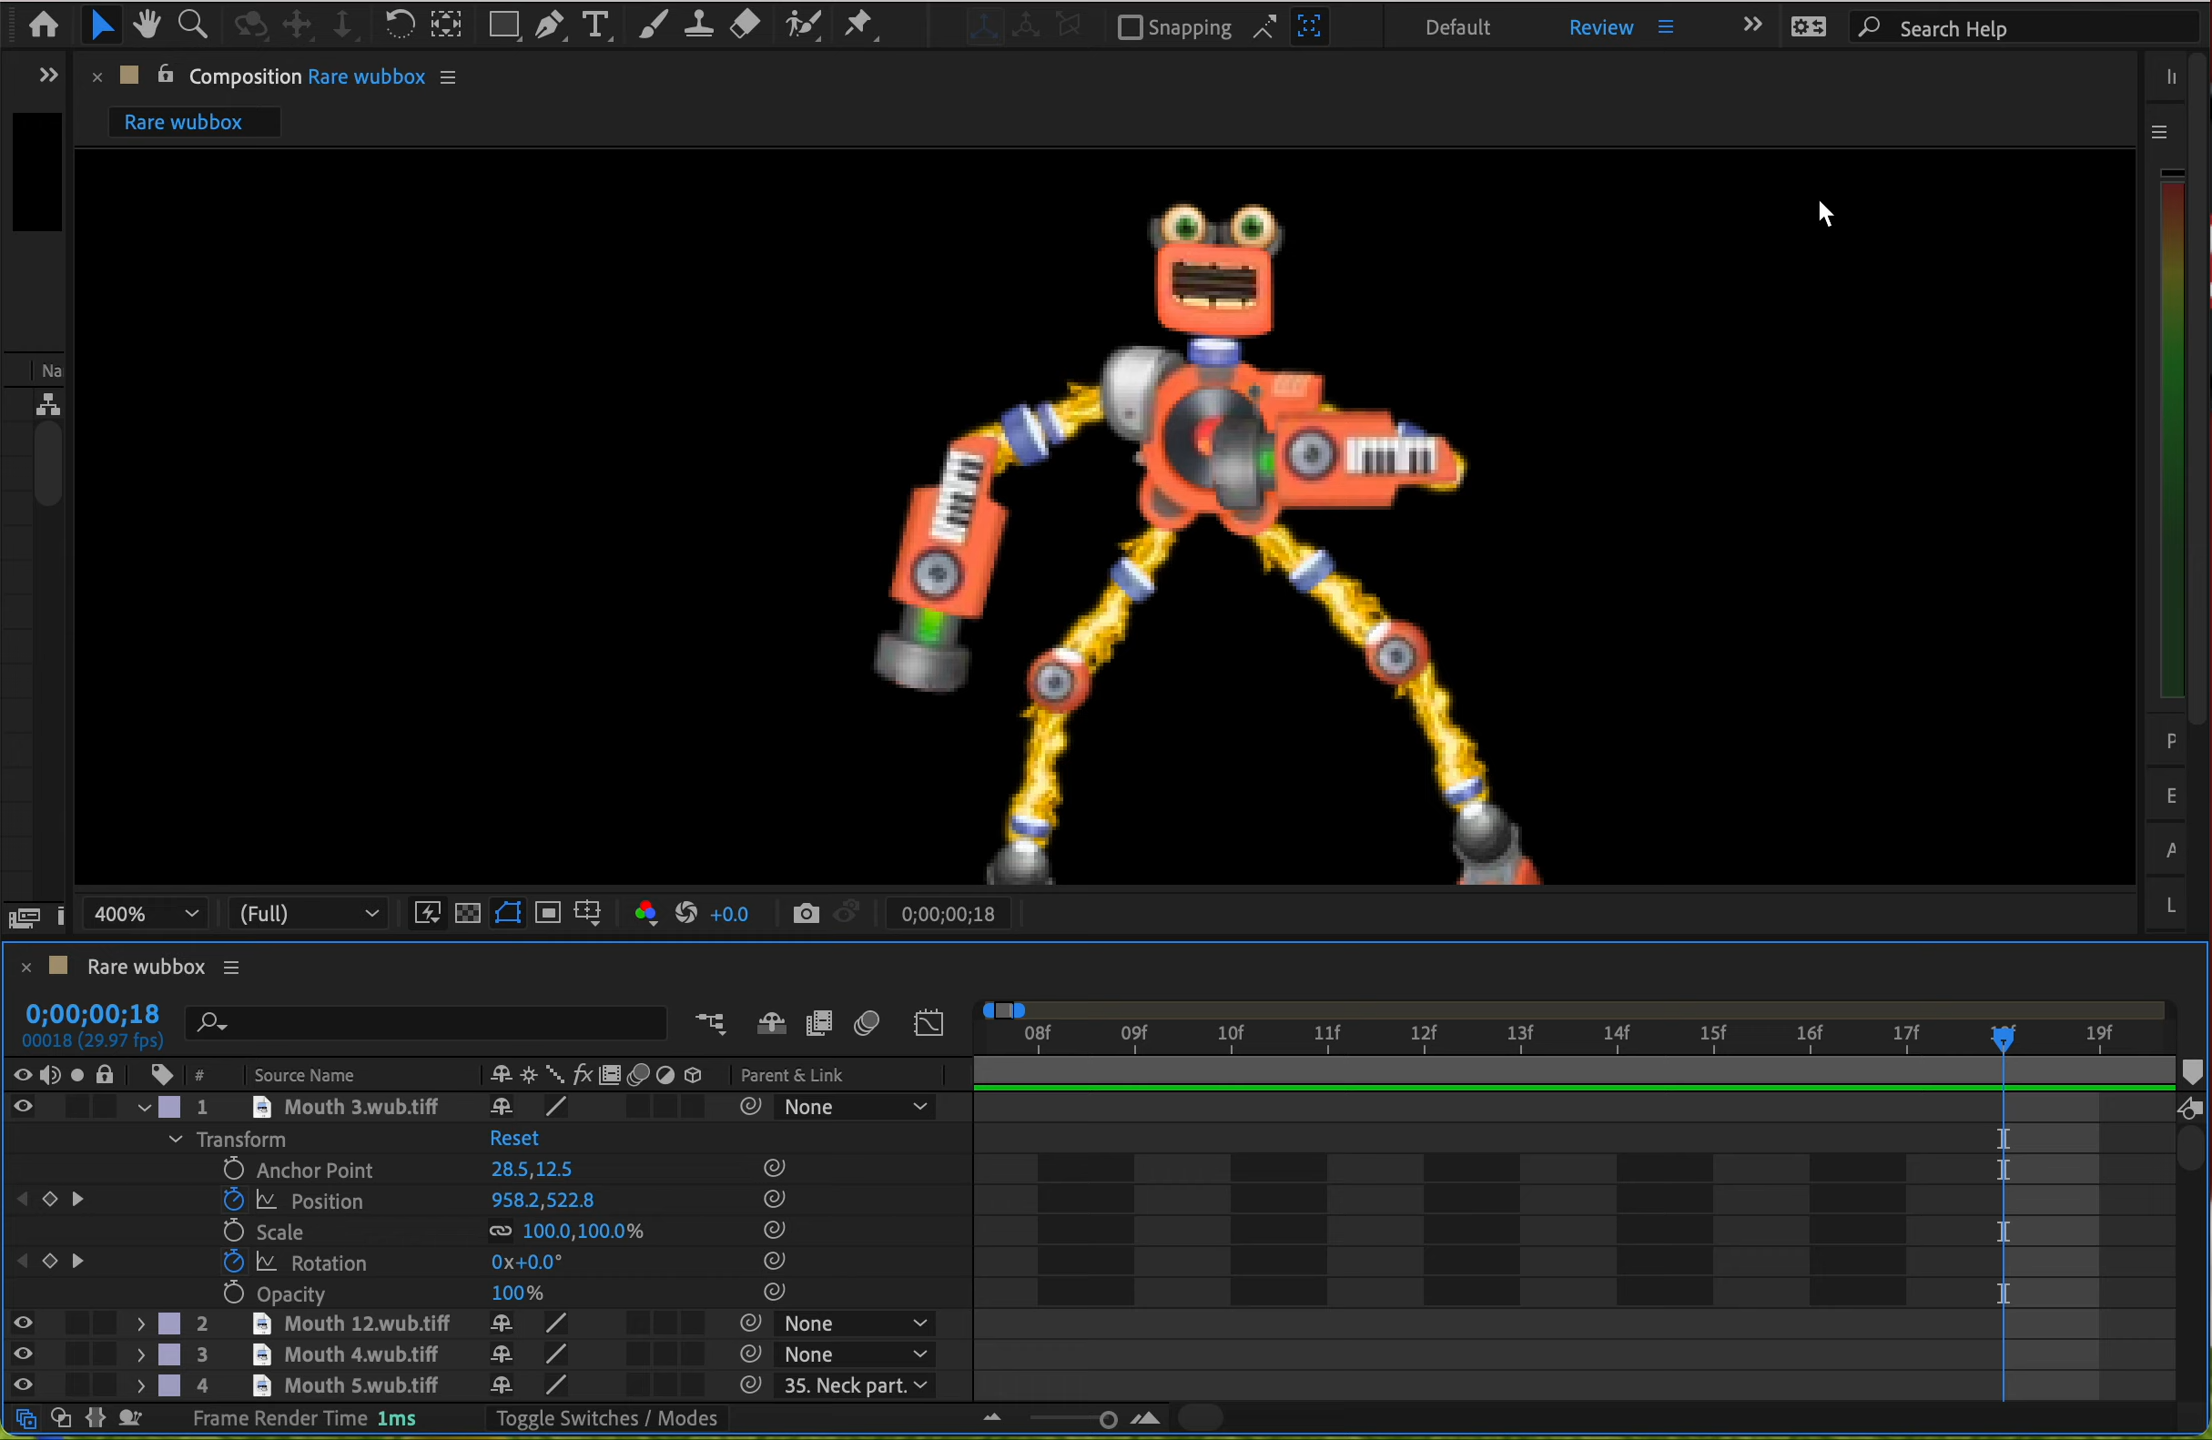 Snapping
Default
Review
Search Help
Composition Rare wubbox
Rare wubbox
Na
P
E
A
L
400%
(Full)
+0.0
0;00;00;18
Rare wubbox
0;00;00;18
00018 (29.97 fps)
08f 09f 10f 11f 12f 13f 14f 15f 16f 17f 19f
# Source Name fx Parent & Link
1 Mouth 3.wub.tiff None
Transform Reset
Anchor Point 28.5,12.5
Position 958.2,522.8
Scale 100.0,100.0%
Rotation 0x+0.0°
Opacity 100%
2 Mouth 12.wub.tiff None
3 Mouth 4.wub.tiff None
4 Mouth 5.wub.tiff 35. Neck part.
Frame Render Time 1ms Toggle Switches / Modes